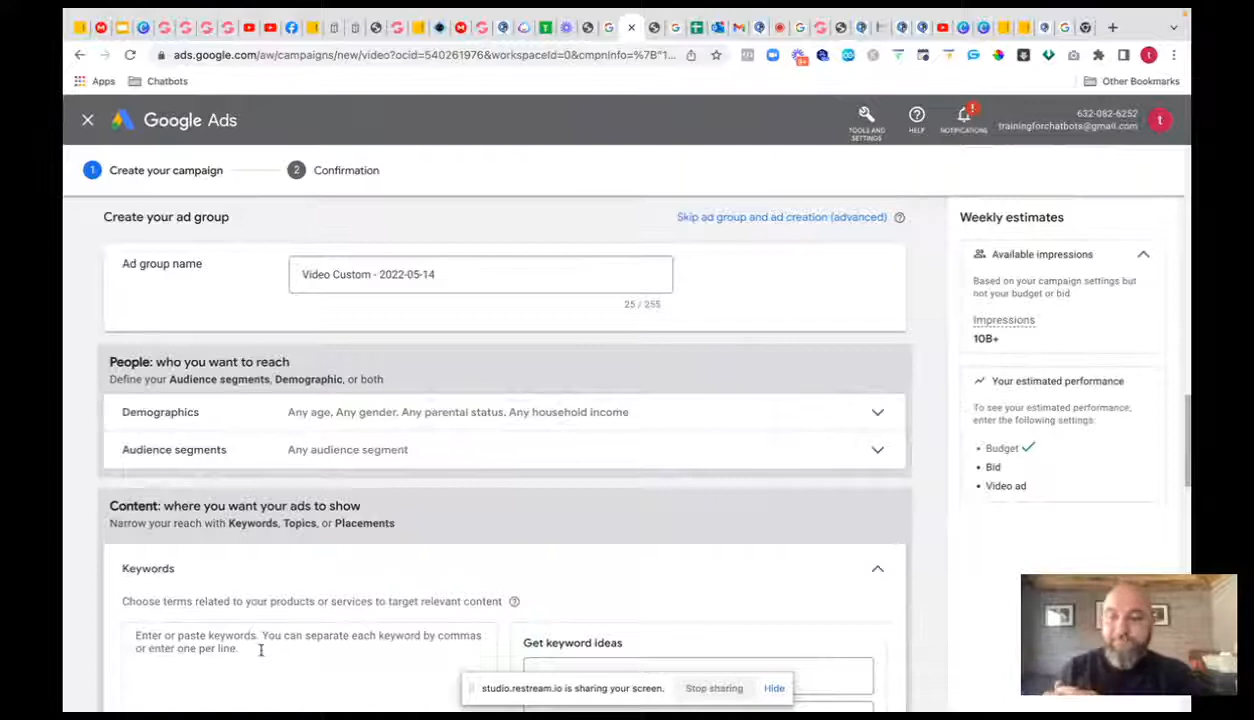 ads.google.com/aw/campaigns/new/video?ocid=540261976&workspaceId=0&cmpnInfo=%7B"1...
Apps
Chatbots
Other Bookmarks
Google Ads
TOOLS AND
SETTINGS
HELP
NOTIFICATIONS
632-082-6252
trainingforchatbots@gmail.com
t
1 Create your campaign
2 Confirmation
Create your ad group
Skip ad group and ad creation (advanced)
Ad group name
Video Custom - 2022-05-14
25 / 255
People: who you want to reach
Define your Audience segments, Demographic, or both
Demographics
Any age, Any gender. Any parental status. Any household income
Audience segments
Any audience segment
Content: where you want your ads to show
Narrow your reach with Keywords, Topics, or Placements
Keywords
Choose terms related to your products or services to target relevant content
Enter or paste keywords. You can separate each keyword by commas
or enter one per line.
Get keyword ideas
Weekly estimates
Available impressions
Based on your campaign settings but
not your budget or bid
Impressions
10B+
Your estimated performance
To see your estimated performance,
enter the following settings:
• Budget
• Bid
• Video ad
studio.restream.io is sharing your screen.
Stop sharing
Hide